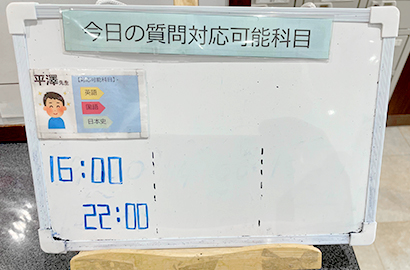 今日の質問対応可能科目
平澤先生
【対応可能科目】
英語
国語
日本史
16:00
22:00